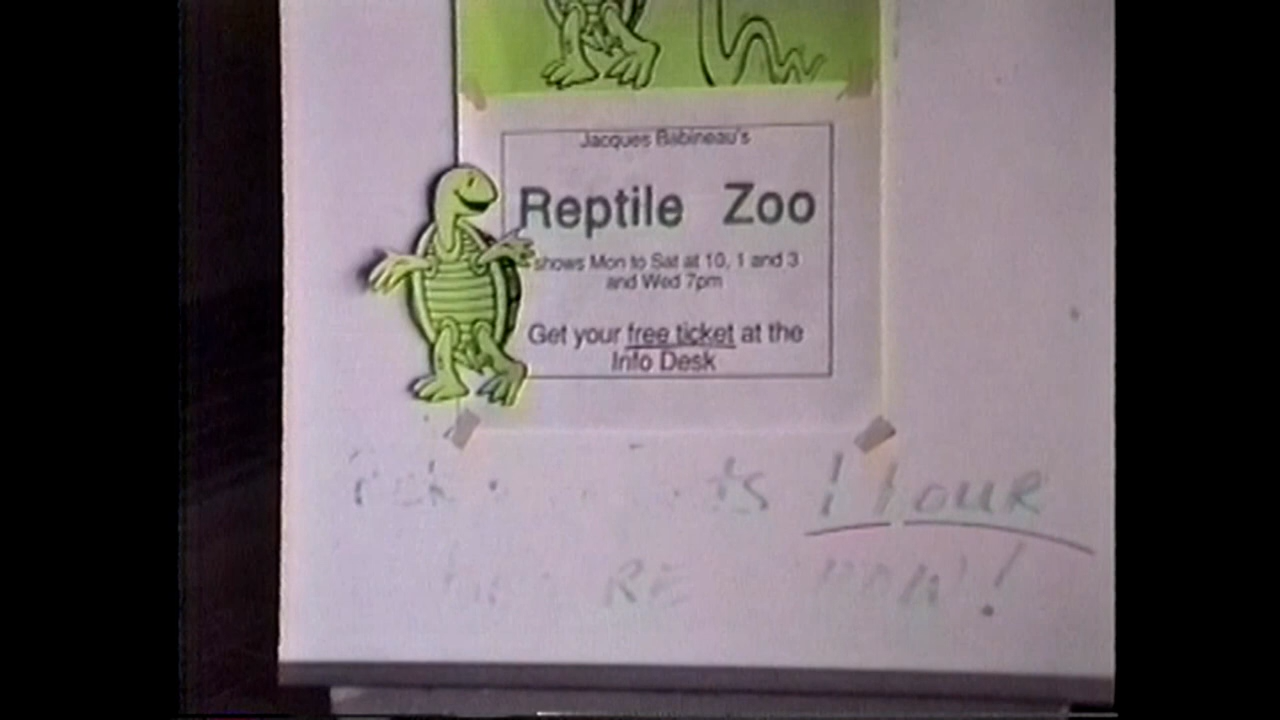 Jacques Babineau's
Reptile Zoo
shows Mon to Sat at 10, 1 and 3
and Wed 7pm
Get your free ticket at the
Info Desk
1 Hour